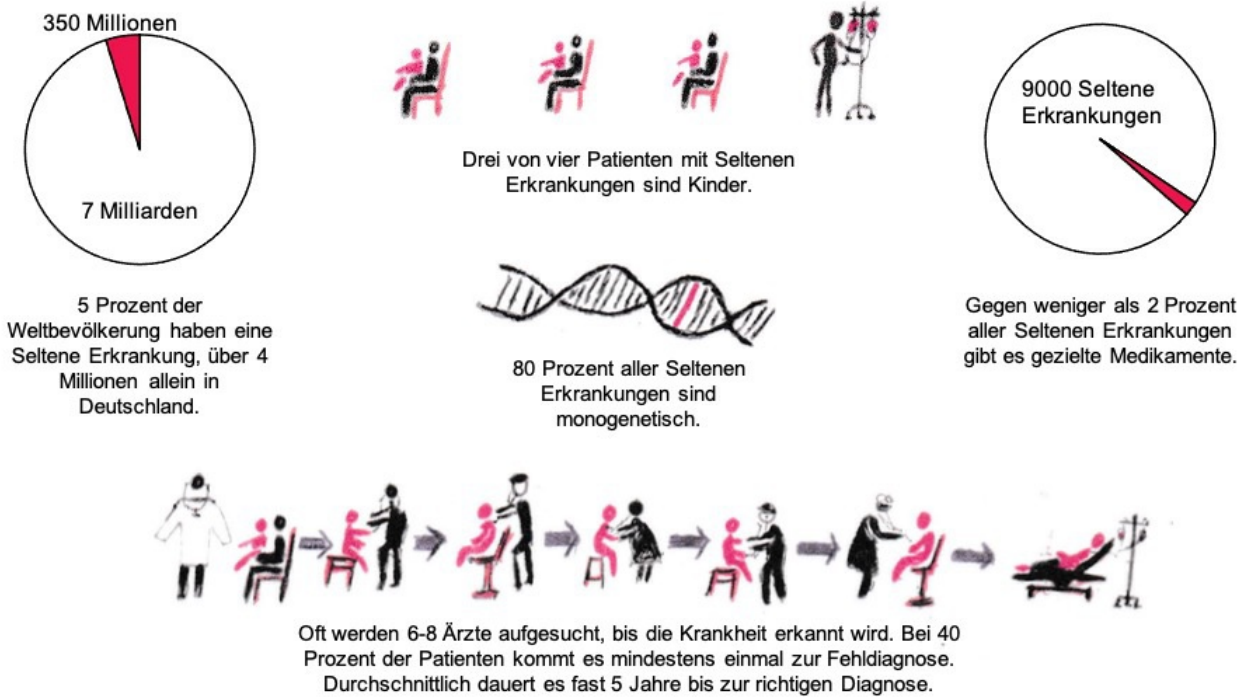 350 Millionen
7 Milliarden
5 Prozent der
Weltbevölkerung haben eine
Seltene Erkrankung, über 4
Millionen allein in
Deutschland.
Drei von vier Patienten mit Seltenen
Erkrankungen sind Kinder.
9000 Seltene
Erkrankungen
Gegen weniger als 2 Prozent
aller Seltenen Erkrankungen
gibt es gezielte Medikamente.
80 Prozent aller Seltenen
Erkrankungen sind
monogenetisch.
Oft werden 6-8 Ärzte aufgesucht, bis die Krankheit erkannt wird. Bei 40
Prozent der Patienten kommt es mindestens einmal zur Fehldiagnose.
Durchschnittlich dauert es fast 5 Jahre bis zur richtigen Diagnose.